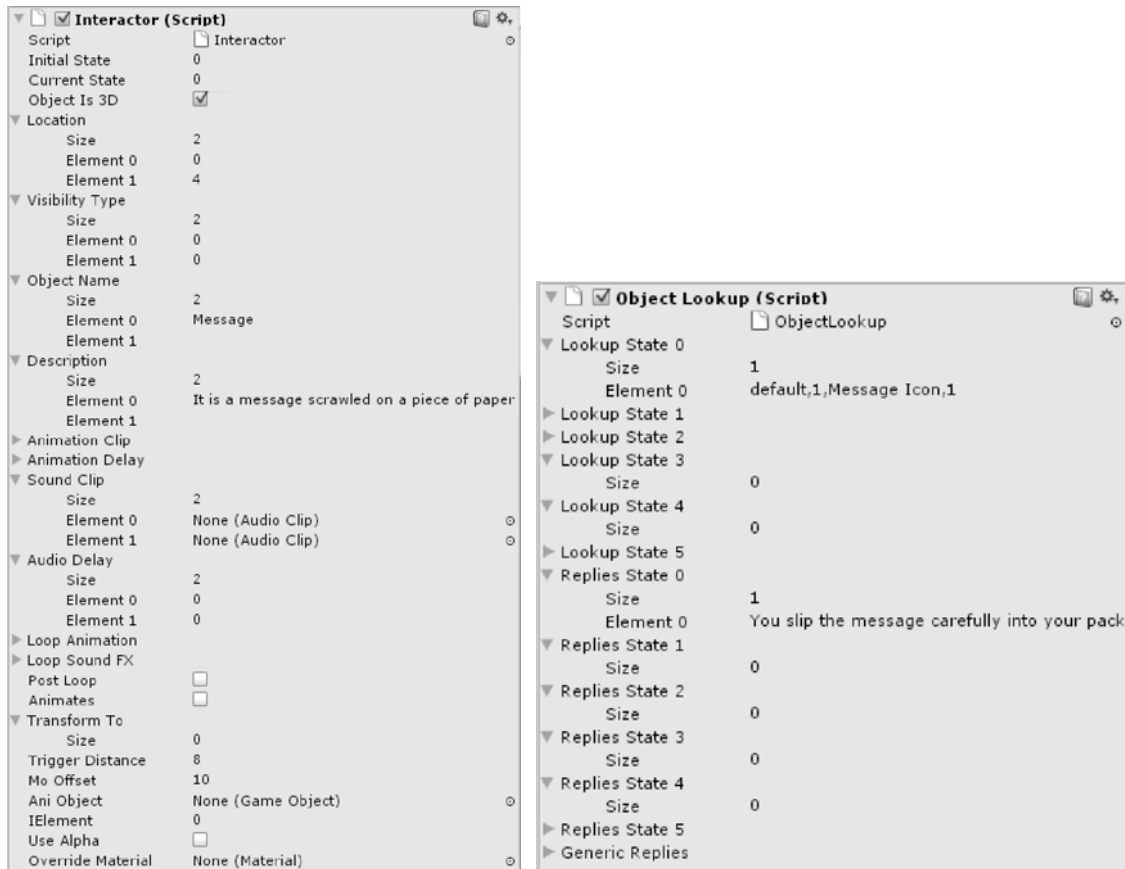 Interactor (Script)
Script Interactor
Initial State 0
Current State 0
Object Is 3D
Location
Size 2
Element 0 0
Element 1 4
Visibility Type
Size 2
Element 0 0
Element 1 0
Object Name
Size 2
Element 0 Message
Element 1
Description
Size 2
Element 0 It is a message scrawled on a piece of paper
Element 1
Animation Clip
Animation Delay
Sound Clip
Size 2
Element 0 None (Audio Clip)
Element 1 None (Audio Clip)
Audio Delay
Size 2
Element 0 0
Element 1 0
Loop Animation
Loop Sound FX
Post Loop
Animates
Transform To
Size 0
Trigger Distance 8
Mo Offset 10
Ani Object None (Game Object)
IElement 0
Use Alpha
Override Material None (Material)
Object Lookup (Script)
Script ObjectLookup
Lookup State 0
Size 1
Element 0 default,1,Message Icon,1
Lookup State 1
Lookup State 2
Lookup State 3
Size 0
Lookup State 4
Size 0
Lookup State 5
Replies State 0
Size 1
Element 0 You slip the message carefully into your pack
Replies State 1
Size 0
Replies State 2
Size 0
Replies State 3
Size 0
Replies State 4
Size 0
Replies State 5
Generic Replies